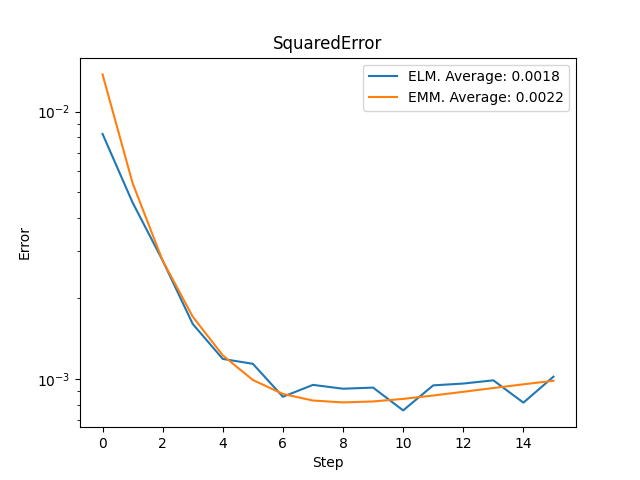 SquaredError
ELM. Average: 0.0018
EMM. Average: 0.0022
10⁻²
10⁻³
Error
0 2 4 6 8 10 12 14
Step